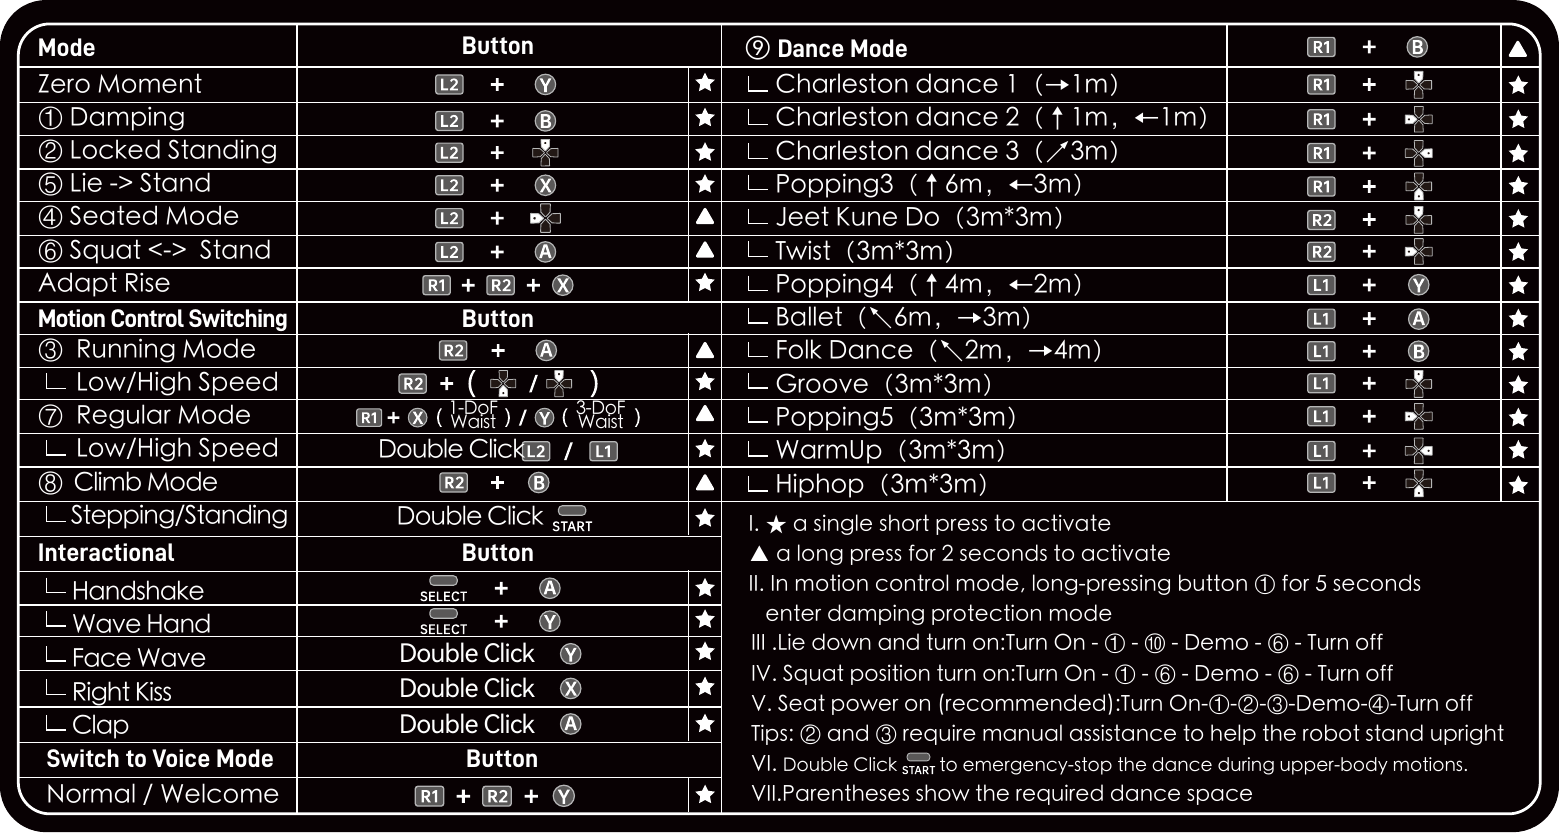 Mode Button
Zero Moment L2 + Y ★
① Damping L2 + B ★
② Locked Standing L2 + ★
⑤ Lie -> Stand L2 + X ★
④ Seated Mode L2 + ▲
⑥ Squat <-> Stand L2 + A ▲
Adapt Rise R1 + R2 + X ★
Motion Control Switching Button
③ Running Mode R2 + A ▲
Low/High Speed R2 + ( / ) ★
⑦ Regular Mode R1 + X ( 1-DoF Waist ) / Y ( 3-DoF Waist ) ▲
Low/High Speed Double Click L2 / L1 ★
⑧ Climb Mode R2 + B ▲
Stepping/Standing Double Click START ★
Interactional Button
Handshake SELECT + A ★
Wave Hand SELECT + Y ★
Face Wave Double Click Y ★
Right Kiss Double Click X ★
Clap Double Click A ★
Switch to Voice Mode Button
Normal / Welcome R1 + R2 + Y ★
⑨ Dance Mode R1 + B ▲
Charleston dance 1 (→1m) R1 + ★
Charleston dance 2 (↑1m, ←1m) R1 + ★
Charleston dance 3 (↗3m) R1 + ★
Popping3 (↑6m, ←3m) R1 + ★
Jeet Kune Do (3m*3m) R2 + ★
Twist (3m*3m) R2 + ★
Popping4 (↑4m, ←2m) L1 + Y ★
Ballet (↖6m, →3m) L1 + A ★
Folk Dance (↖2m, →4m) L1 + B ★
Groove (3m*3m) L1 + ★
Popping5 (3m*3m) L1 + ★
WarmUp (3m*3m) L1 + ★
Hiphop (3m*3m) L1 + ★
I. ★ a single short press to activate
▲ a long press for 2 seconds to activate
II. In motion control mode, long-pressing button ① for 5 seconds
enter damping protection mode
III .Lie down and turn on:Turn On - ① - ⑩ - Demo - ⑥ - Turn off
IV. Squat position turn on:Turn On - ① - ⑥ - Demo - ⑥ - Turn off
V. Seat power on (recommended):Turn On-①-②-③-Demo-④-Turn off
Tips: ② and ③ require manual assistance to help the robot stand upright
VI. Double Click START to emergency-stop the dance during upper-body motions.
VII.Parentheses show the required dance space